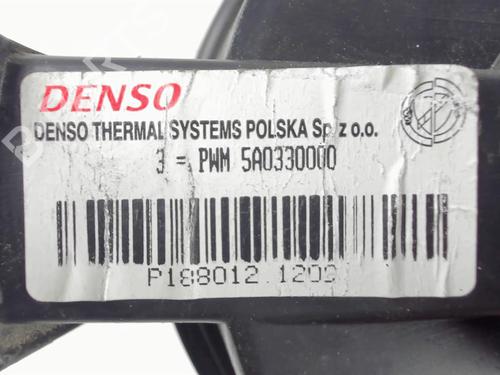 DENSO
DENSO THERMAL SYSTEMS POLSKA Sp. z o.o.
3 = PWM 5A0330000
P188012 1209